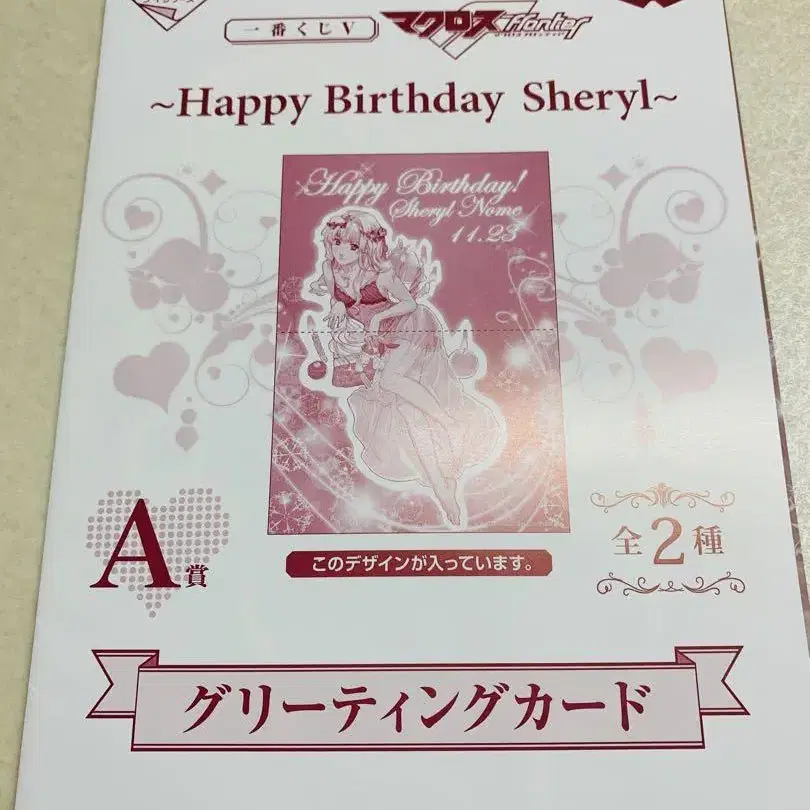 一番くじV
マクロスFrontier
~Happy Birthday Sheryl~
Happy Birthday!
Sheryl Nome
11.23
A賞
このデザインが入っています。
全2種
グリーティングカード